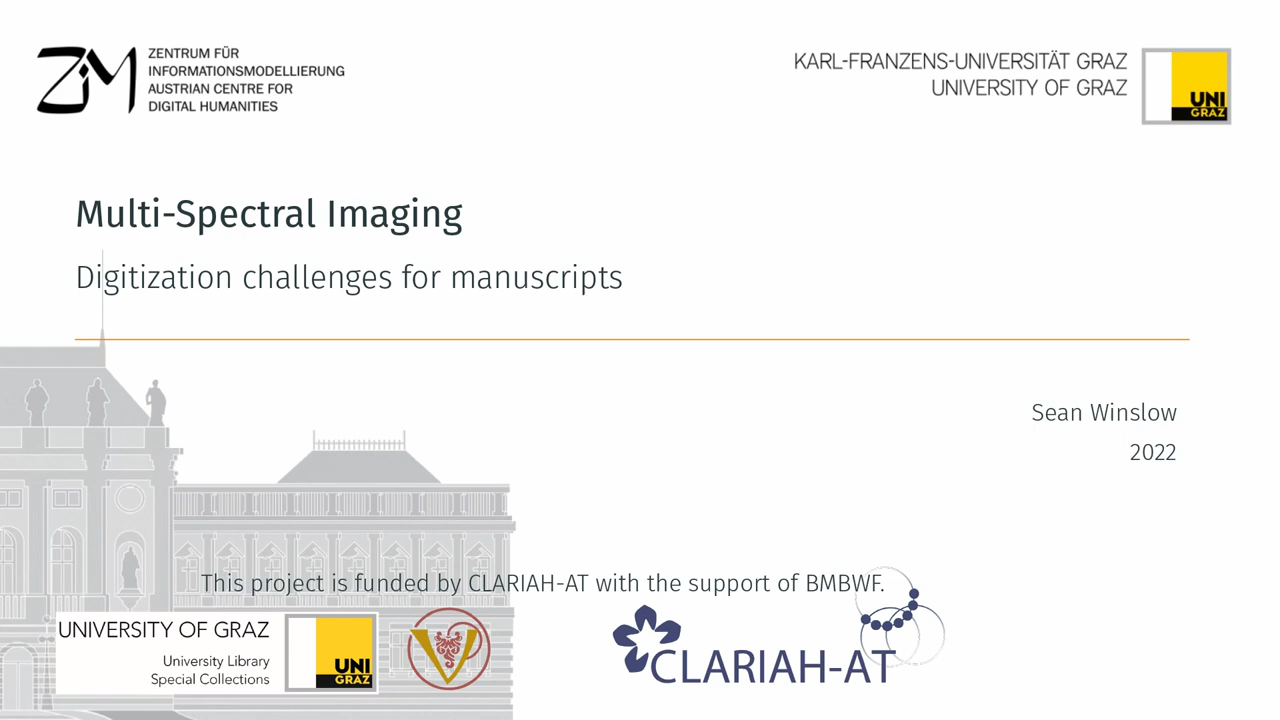 ZIM
ZENTRUM FÜR
INFORMATIONSMODELLIERUNG
AUSTRIAN CENTRE FOR
DIGITAL HUMANITIES
KARL-FRANZENS-UNIVERSITÄT GRAZ
UNIVERSITY OF GRAZ
UNI
GRAZ
Multi-Spectral Imaging
Digitization challenges for manuscripts
Sean Winslow
2022
This project is funded by CLARIAH-AT with the support of BMBWF.
UNIVERSITY OF GRAZ
University Library
Special Collections
UNI
GRAZ
V
CLARIAH-AT